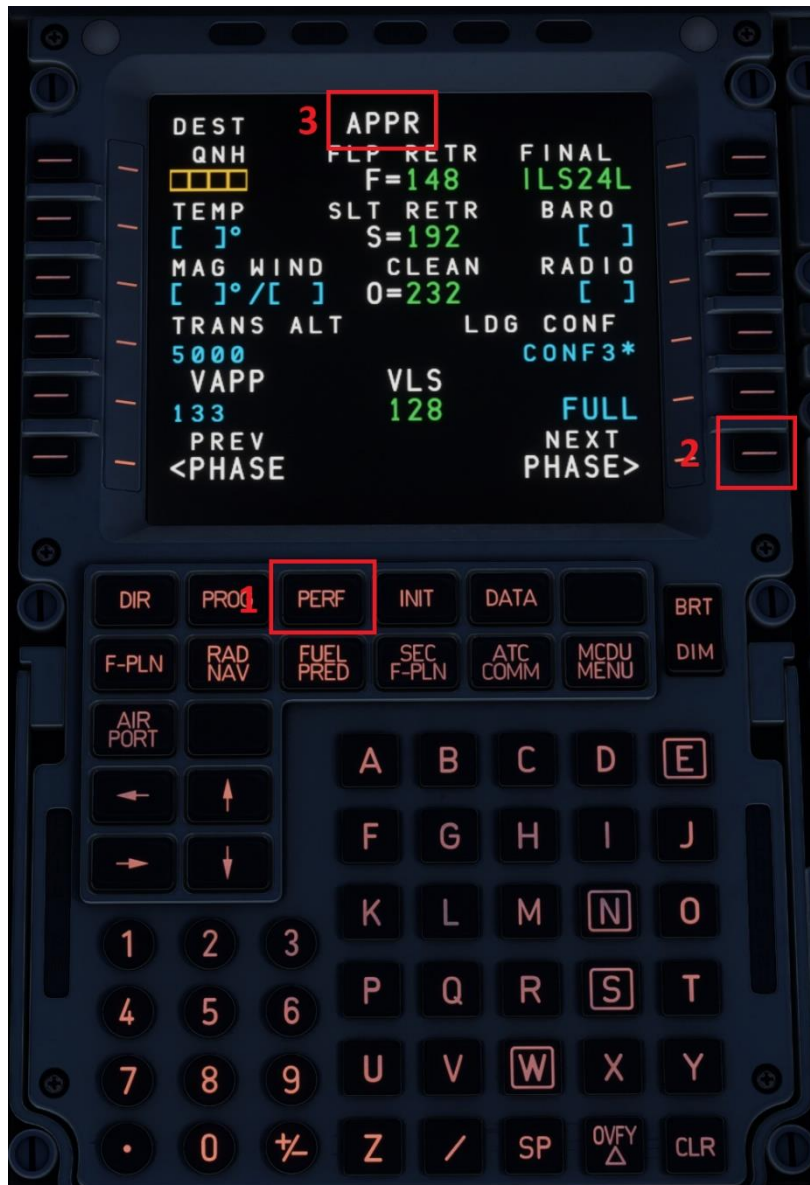 3 APPR
DEST
QNH FLP RETR FINAL
F=148 ILS24L
TEMP SLT RETR BARO
[ ]° S=192 [ ]
MAG WIND CLEAN RADIO
[ ]°/[ ] O=232 [ ]
TRANS ALT LDG CONF
5000 CONF3*
VAPP VLS
133 128 FULL
PREV NEXT
<PHASE PHASE> 2
DIR PROG 1 PERF INIT DATA BRT
F-PLN RAD NAV FUEL PRED SEC F-PLN ATC COMM MCDU MENU DIM
AIR PORT
← ↑
→ ↓
A B C D E
F G H I J
K L M N O
P Q R S T
U V W X Y
Z / SP OVFY △ CLR
1 2 3
4 5 6
7 8 9
. 0 +/-